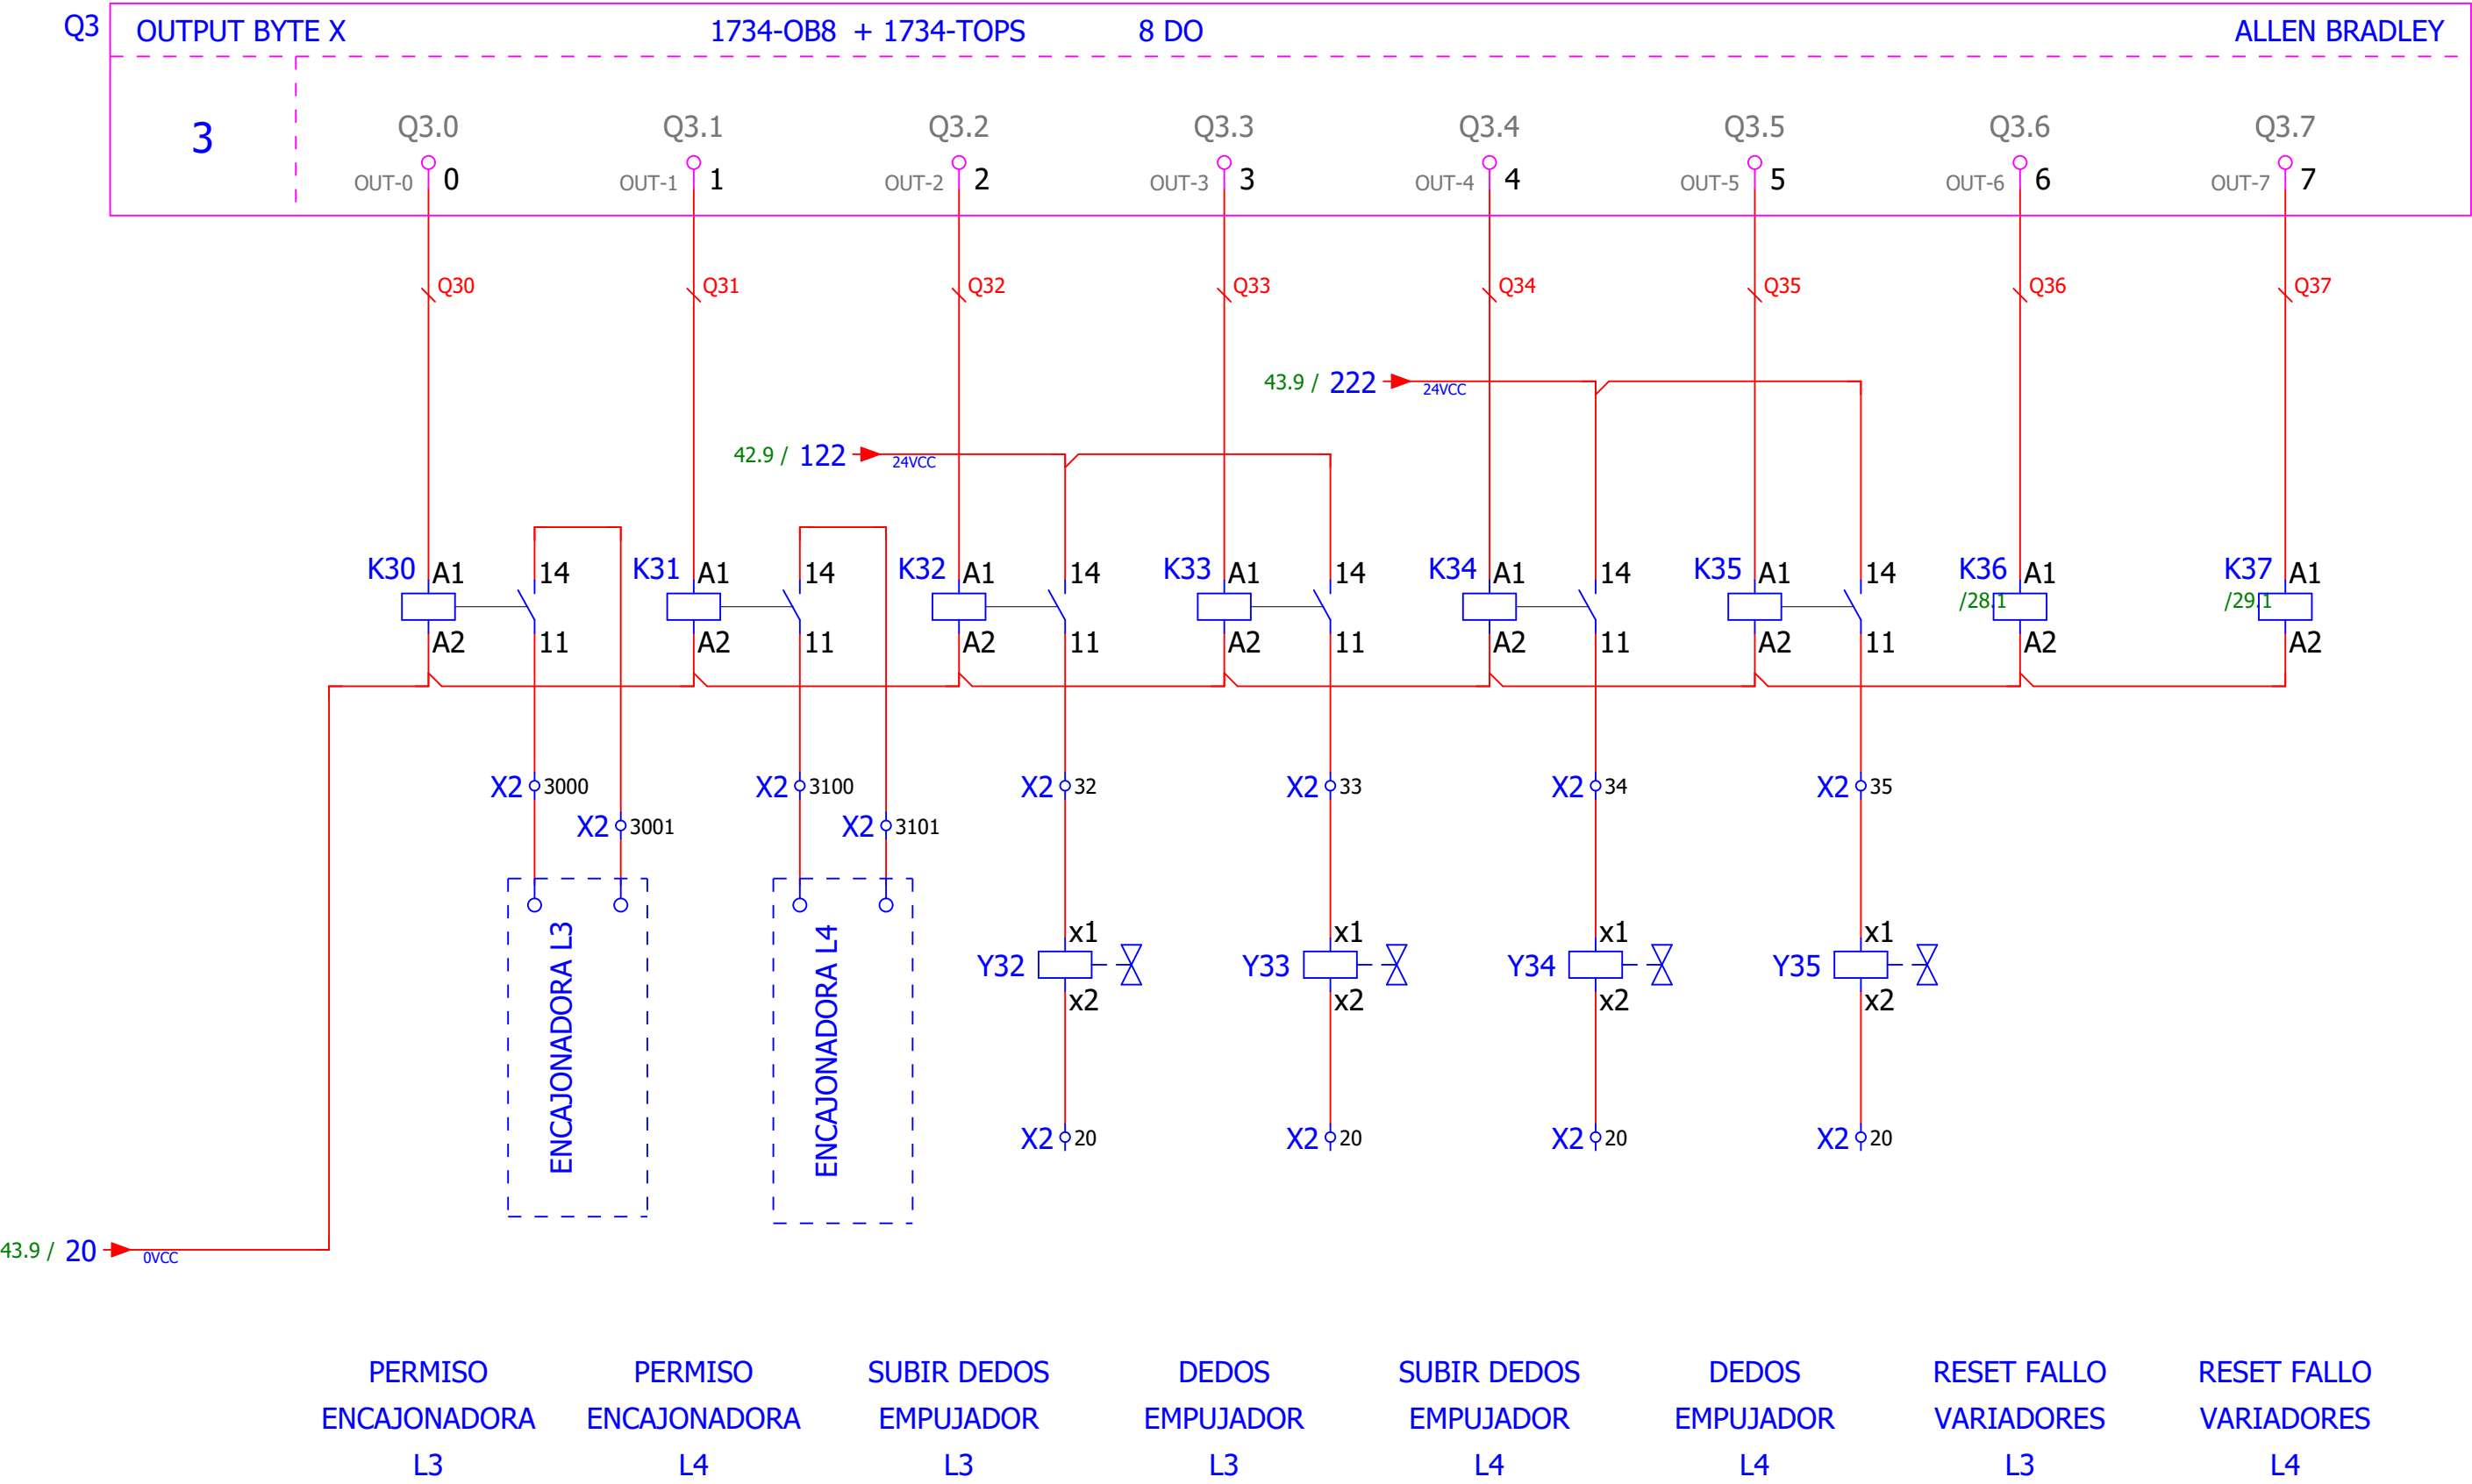 Q3 OUTPUT BYTE X 1734-OB8 + 1734-TOPS 8 DO ALLEN BRADLEY
3
Q3.0 Q3.1 Q3.2 Q3.3 Q3.4 Q3.5 Q3.6 Q3.7
OUT-0 0 OUT-1 1 OUT-2 2 OUT-3 3 OUT-4 4 OUT-5 5 OUT-6 6 OUT-7 7
Q30 Q31 Q32 Q33 Q34 Q35 Q36 Q37
43.9 / 222 24VCC
42.9 / 122 24VCC
K30 A1 14 K31 A1 14 K32 A1 14 K33 A1 14 K34 A1 14 K35 A1 14 K36 A1 K37 A1
/28.1 /29.1
A2 11 A2 11 A2 11 A2 11 A2 11 A2 11 A2 A2
X2 3000 X2 3100 X2 32 X2 33 X2 34 X2 35
X2 3001 X2 3101
ENCAJONADORA L3
ENCAJONADORA L4
x1 x1 x1 x1
Y32 Y33 Y34 Y35
x2 x2 x2 x2
X2 20 X2 20 X2 20 X2 20
43.9 / 20 0VCC
PERMISO PERMISO SUBIR DEDOS DEDOS SUBIR DEDOS DEDOS RESET FALLO RESET FALLO
ENCAJONADORA ENCAJONADORA EMPUJADOR EMPUJADOR EMPUJADOR EMPUJADOR VARIADORES VARIADORES
L3 L4 L3 L3 L4 L4 L3 L4